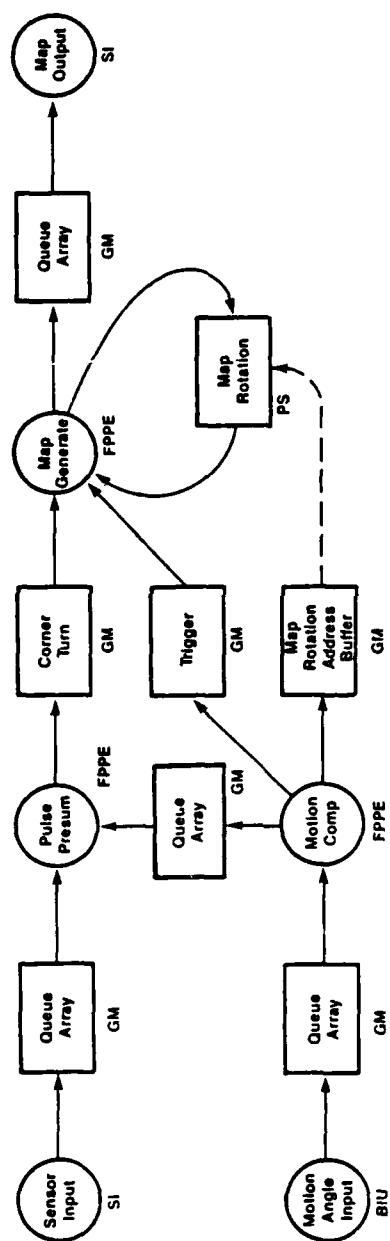 Sensor
Input
SI
Queue
Array
GM
Pulse
Presum
FPPE
Corner
Turn
GM
Map
Generate
FPPE
Queue
Array
GM
Map
Output
SI
Queue
Array
GM
Trigger
GM
Map
Rotation
PS
Motion
Angle
Input
BIU
Queue
Array
GM
Motion
Comp
FPPE
Map
Rotation
Address
Buffer
GM